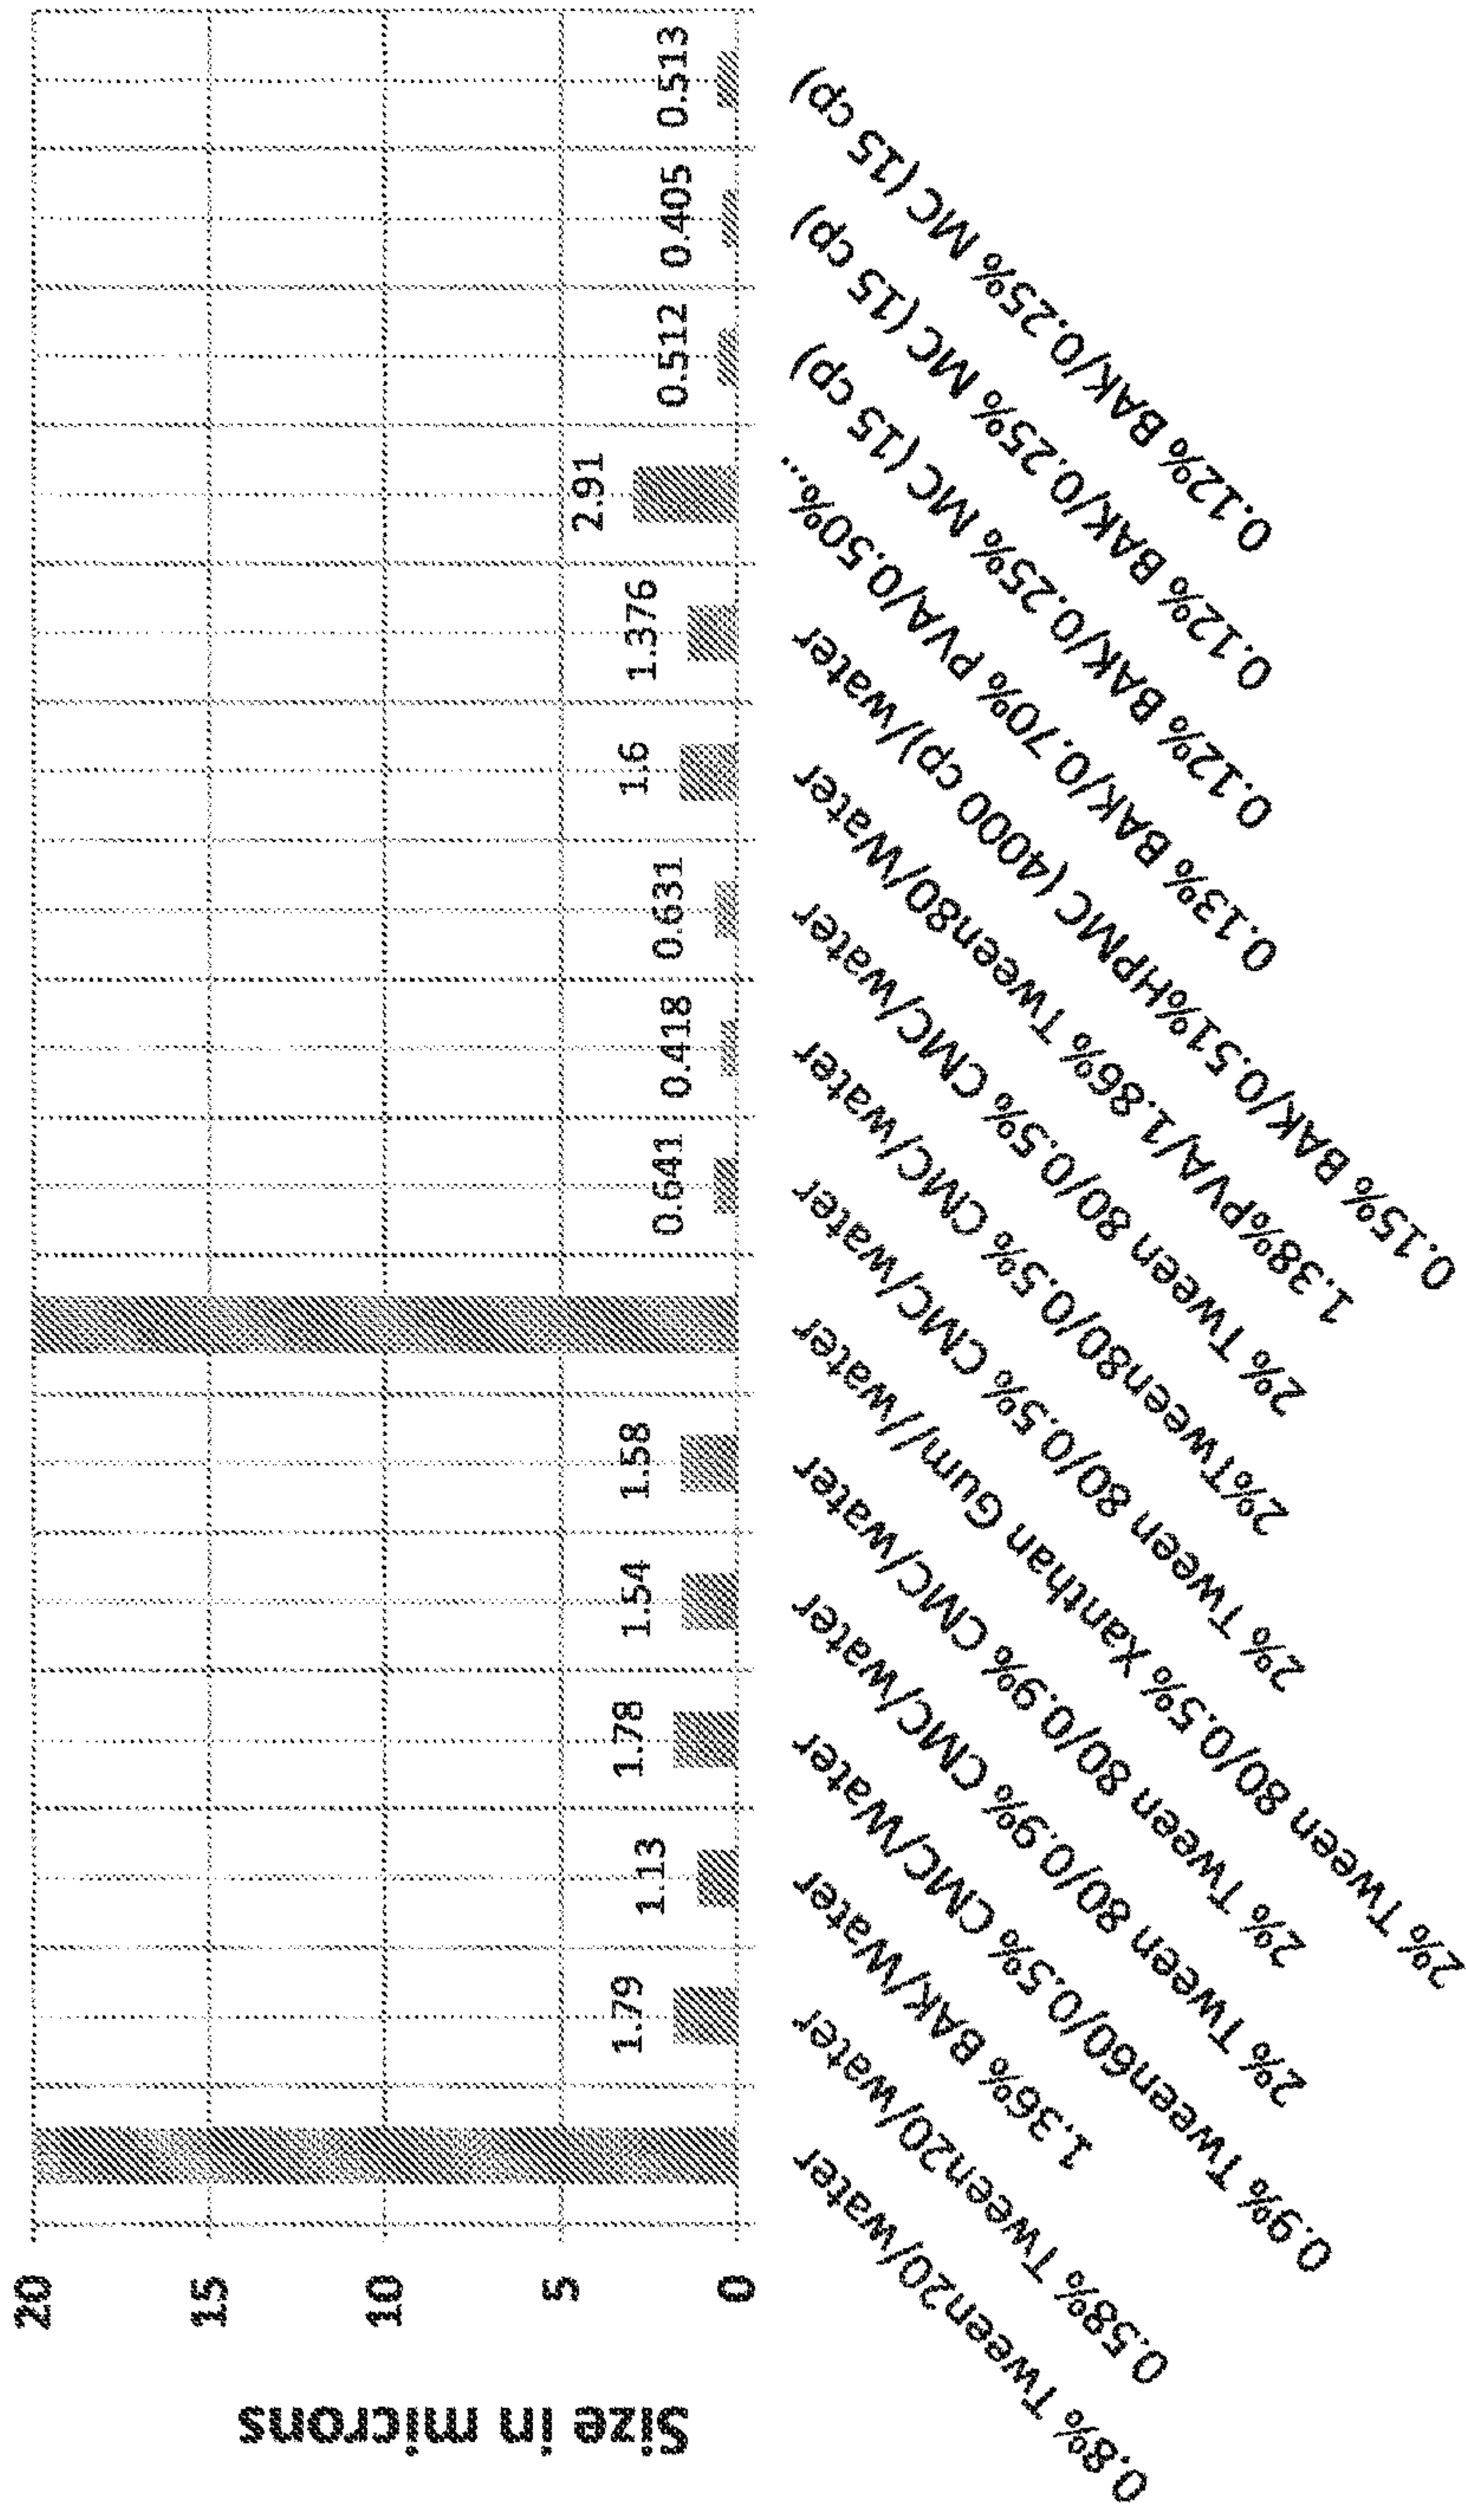 Size in microns
20
15
10
5
0
1.79
1.13
1.78
1.54
1.58
0.641
0.418
0.631
1.6
1.376
2.91
0.512
0.405
0.513
0.8% Tween20/water
0.58% Tween20/water
1.36% BAK/Water
0.9% Tween60/0.5% CMC/Water
2% Tween 80/0.9% CMC/water
2% Tween 80/0.9% CMC/water
2% Tween 80/0.5% Xanthan Gum//water
2% Tween 80/0.5% CMC/water
2%Tween80/0.5% CMC/water
2% Tween 80/0.5% CMC/water
1.38%PVA/1.86% Tween80/Water
0.15% BAK/0.51%HPMC (4000 cp)/water
0.13% BAK/0.70% PVA/0.50%...
0.12% BAK/0.25% MC (15 cp)
0.12% BAK/0.25% MC (15 cp)
0.12% BAK/0.25% MC (15 cp)